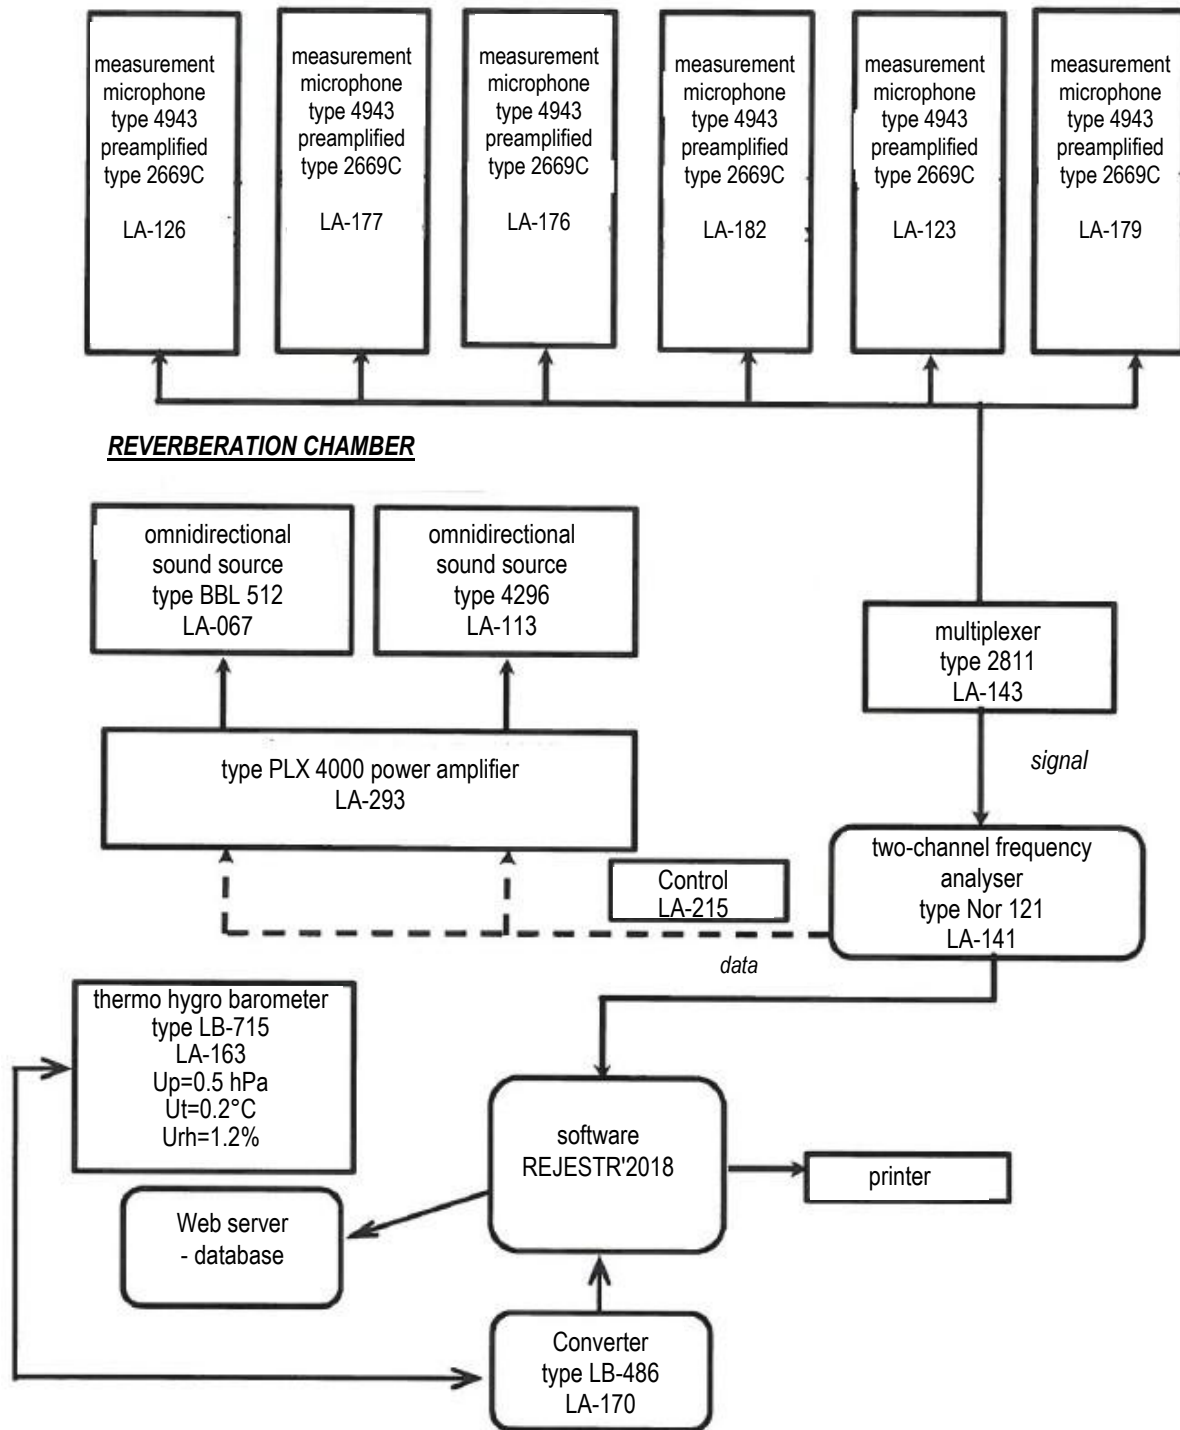 measurement
microphone
type 4943
preamplified
type 2669C
LA-126
measurement
microphone
type 4943
preamplified
type 2669C
LA-177
measurement
microphone
type 4943
preamplified
type 2669C
LA-176
measurement
microphone
type 4943
preamplified
type 2669C
LA-182
measurement
microphone
type 4943
preamplified
type 2669C
LA-123
measurement
microphone
type 4943
preamplified
type 2669C
LA-179
REVERBERATION CHAMBER
omnidirectional
sound source
type BBL 512
LA-067
omnidirectional
sound source
type 4296
LA-113
multiplexer
type 2811
LA-143
signal
type PLX 4000 power amplifier
LA-293
two-channel frequency
analyser
type Nor 121
LA-141
Control
LA-215
data
thermo hygro barometer
type LB-715
LA-163
Up=0.5 hPa
Ut=0.2°C
Urh=1.2%
software
REJESTR'2018
printer
Web server
- database
Converter
type LB-486
LA-170